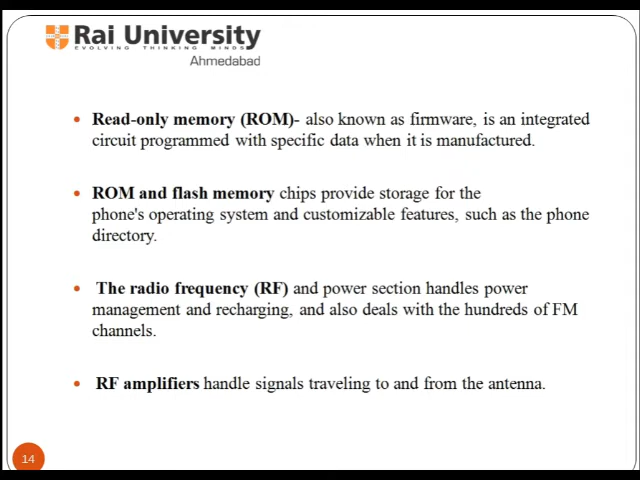 Rai University
EVOLVING THINKING MINDS
Ahmedabad
• Read-only memory (ROM)- also known as firmware, is an integrated
circuit programmed with specific data when it is manufactured.
• ROM and flash memory chips provide storage for the
phone's operating system and customizable features, such as the phone
directory.
• The radio frequency (RF) and power section handles power
management and recharging, and also deals with the hundreds of FM
channels.
• RF amplifiers handle signals traveling to and from the antenna.
14